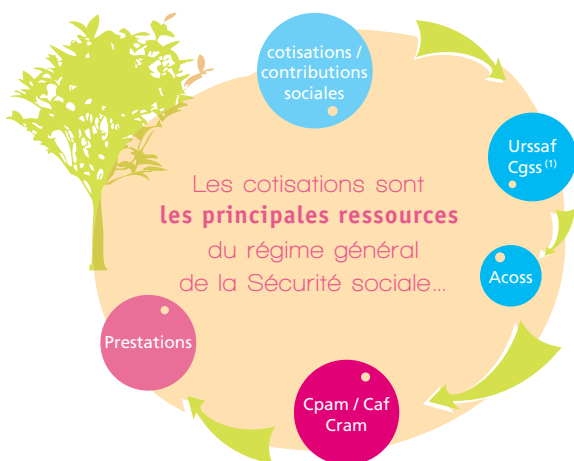 cotisations /
contributions
sociales
Urssaf
Cgss (1)
Les cotisations sont
les principales ressources
du régime général
de la Sécurité sociale...
Acoss
Prestations
Cpam / Caf
Cram